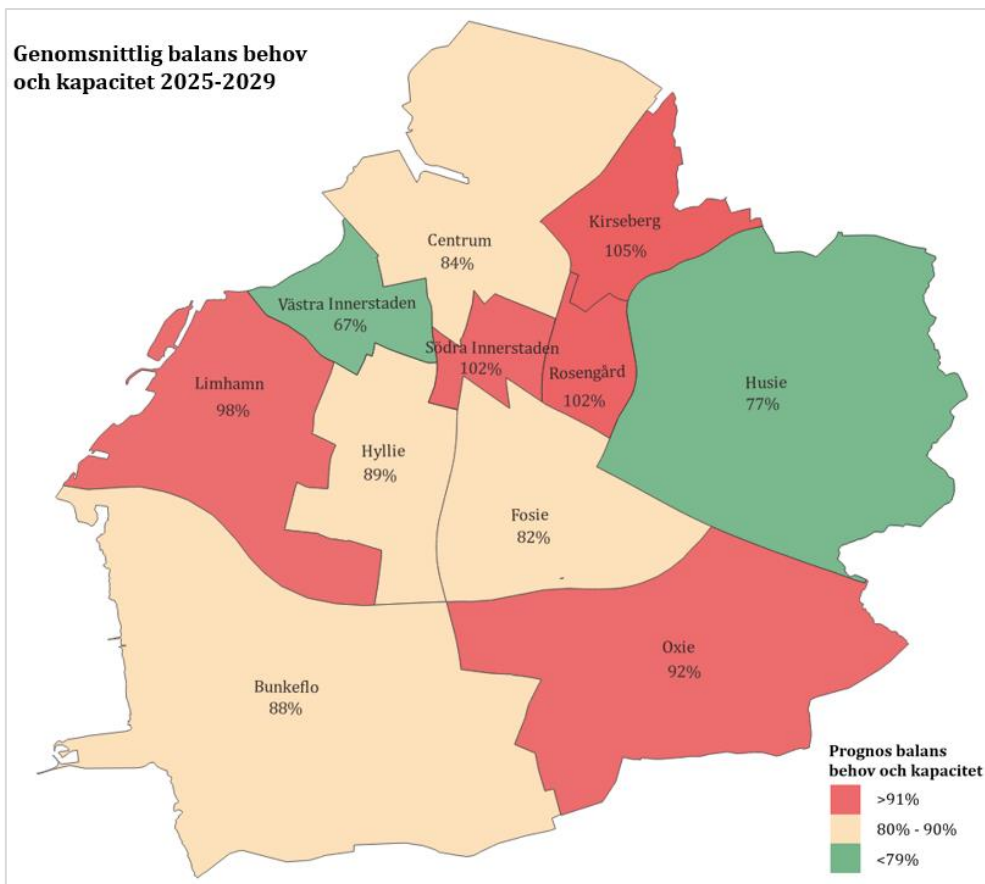 Genomsnittlig balans behov
och kapacitet 2025-2029
Kirseberg
105%
Centrum
84%
Västra Innerstaden
67%
Södra Innerstaden
102%
Rosengård
102%
Limhamn
98%
Husie
77%
Hyllie
89%
Fosie
82%
Oxie
92%
Bunkeflo
88%
Prognos balans
behov och kapacitet
>91%
80% - 90%
<79%